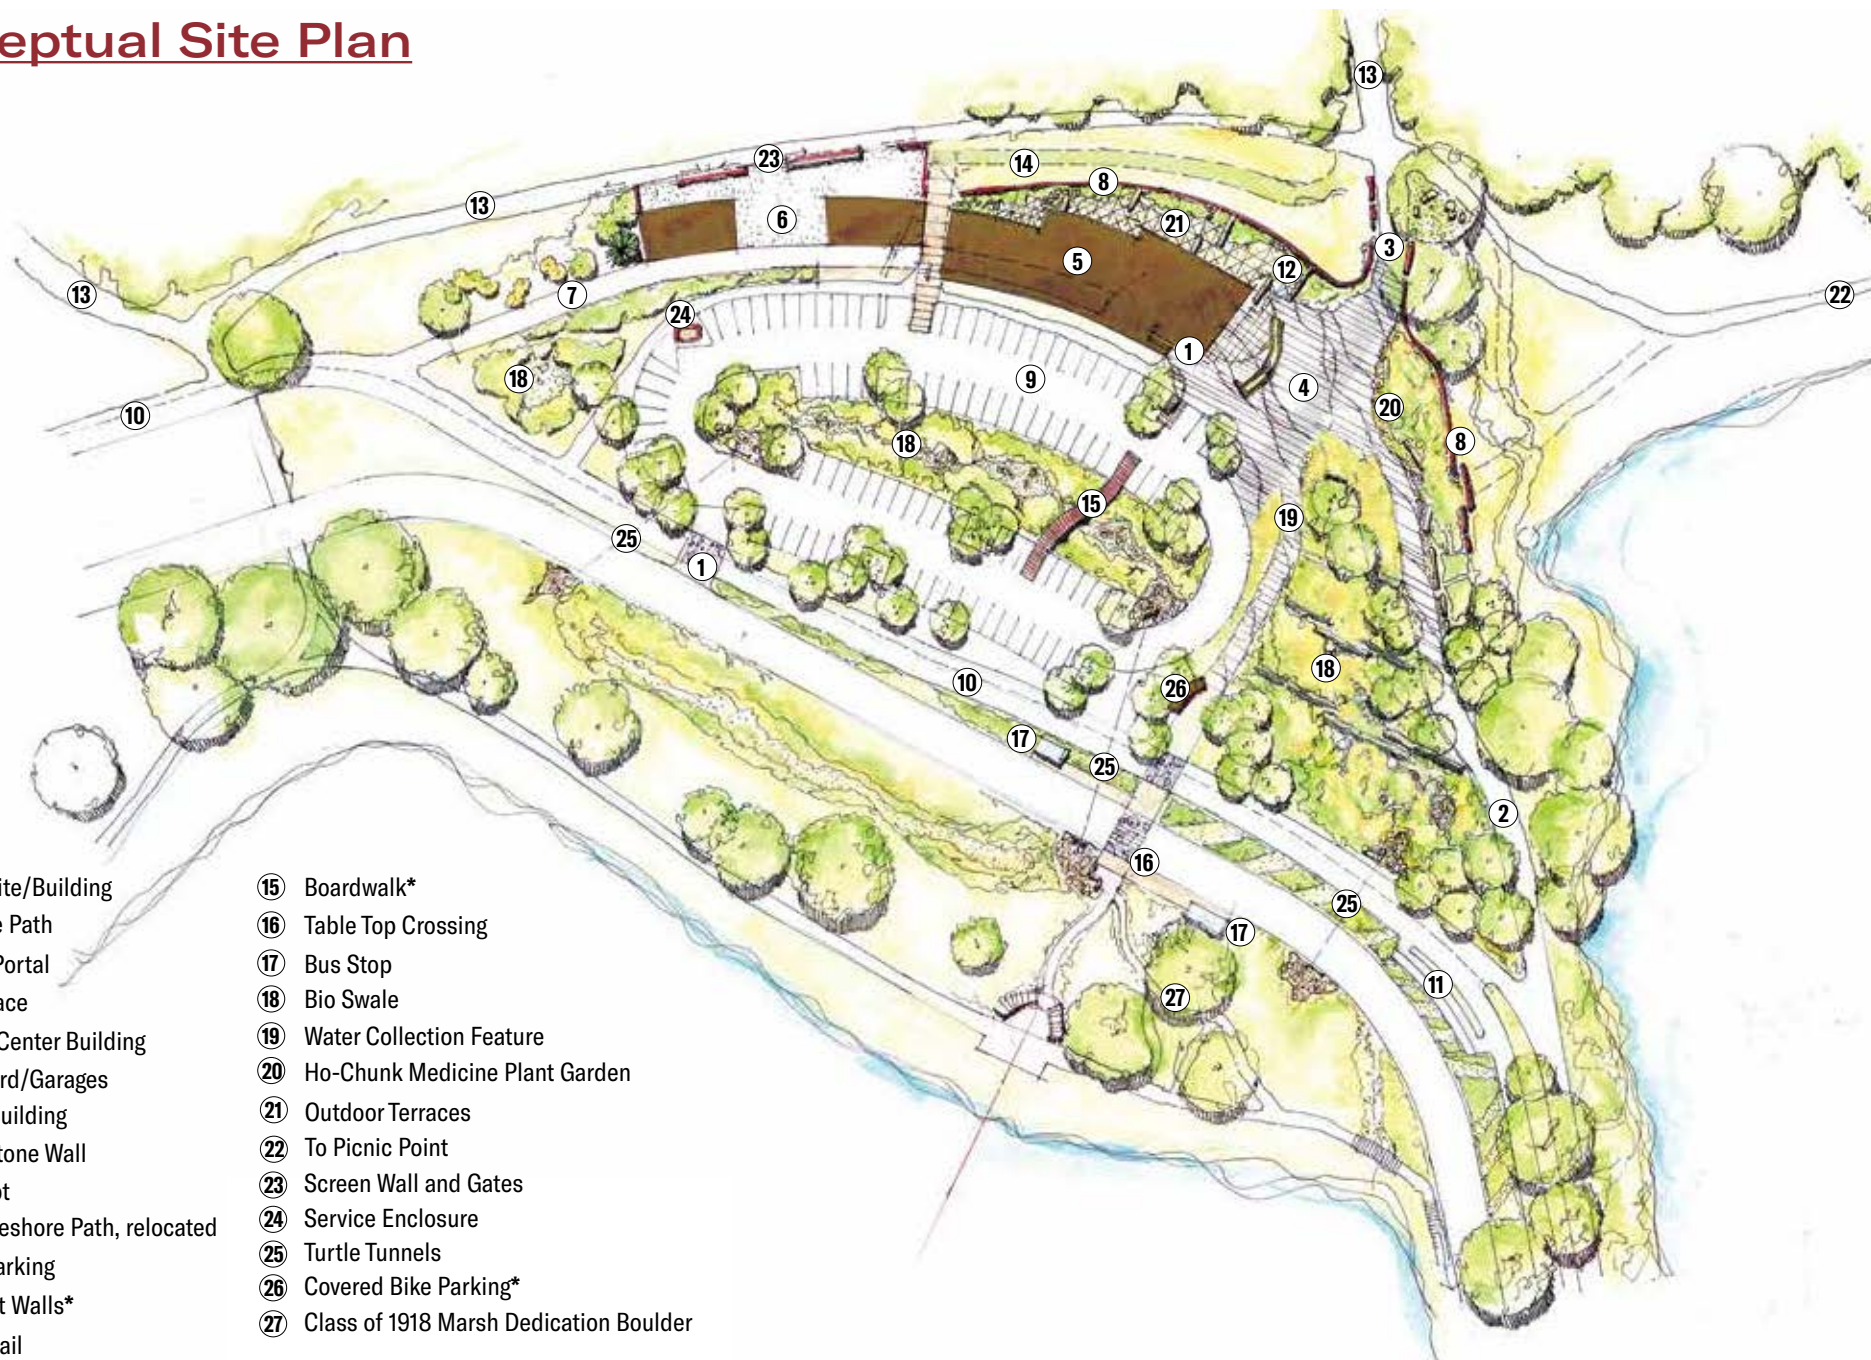 eptual Site Plan
13
23
14
8
13
6
21
5
3
12
13
7
22
24
1
18
9
4
10
20
18
8
15
19
25
1
10
18
26
17
25
2
16
25
17
11
27
ite/Building
e Path
Portal
ace
Center Building
rd/Garages
uilding
tone Wall
ot
eshore Path, relocated
arking
t Walls*
ail
15 Boardwalk*
16 Table Top Crossing
17 Bus Stop
18 Bio Swale
19 Water Collection Feature
20 Ho-Chunk Medicine Plant Garden
21 Outdoor Terraces
22 To Picnic Point
23 Screen Wall and Gates
24 Service Enclosure
25 Turtle Tunnels
26 Covered Bike Parking*
27 Class of 1918 Marsh Dedication Boulder